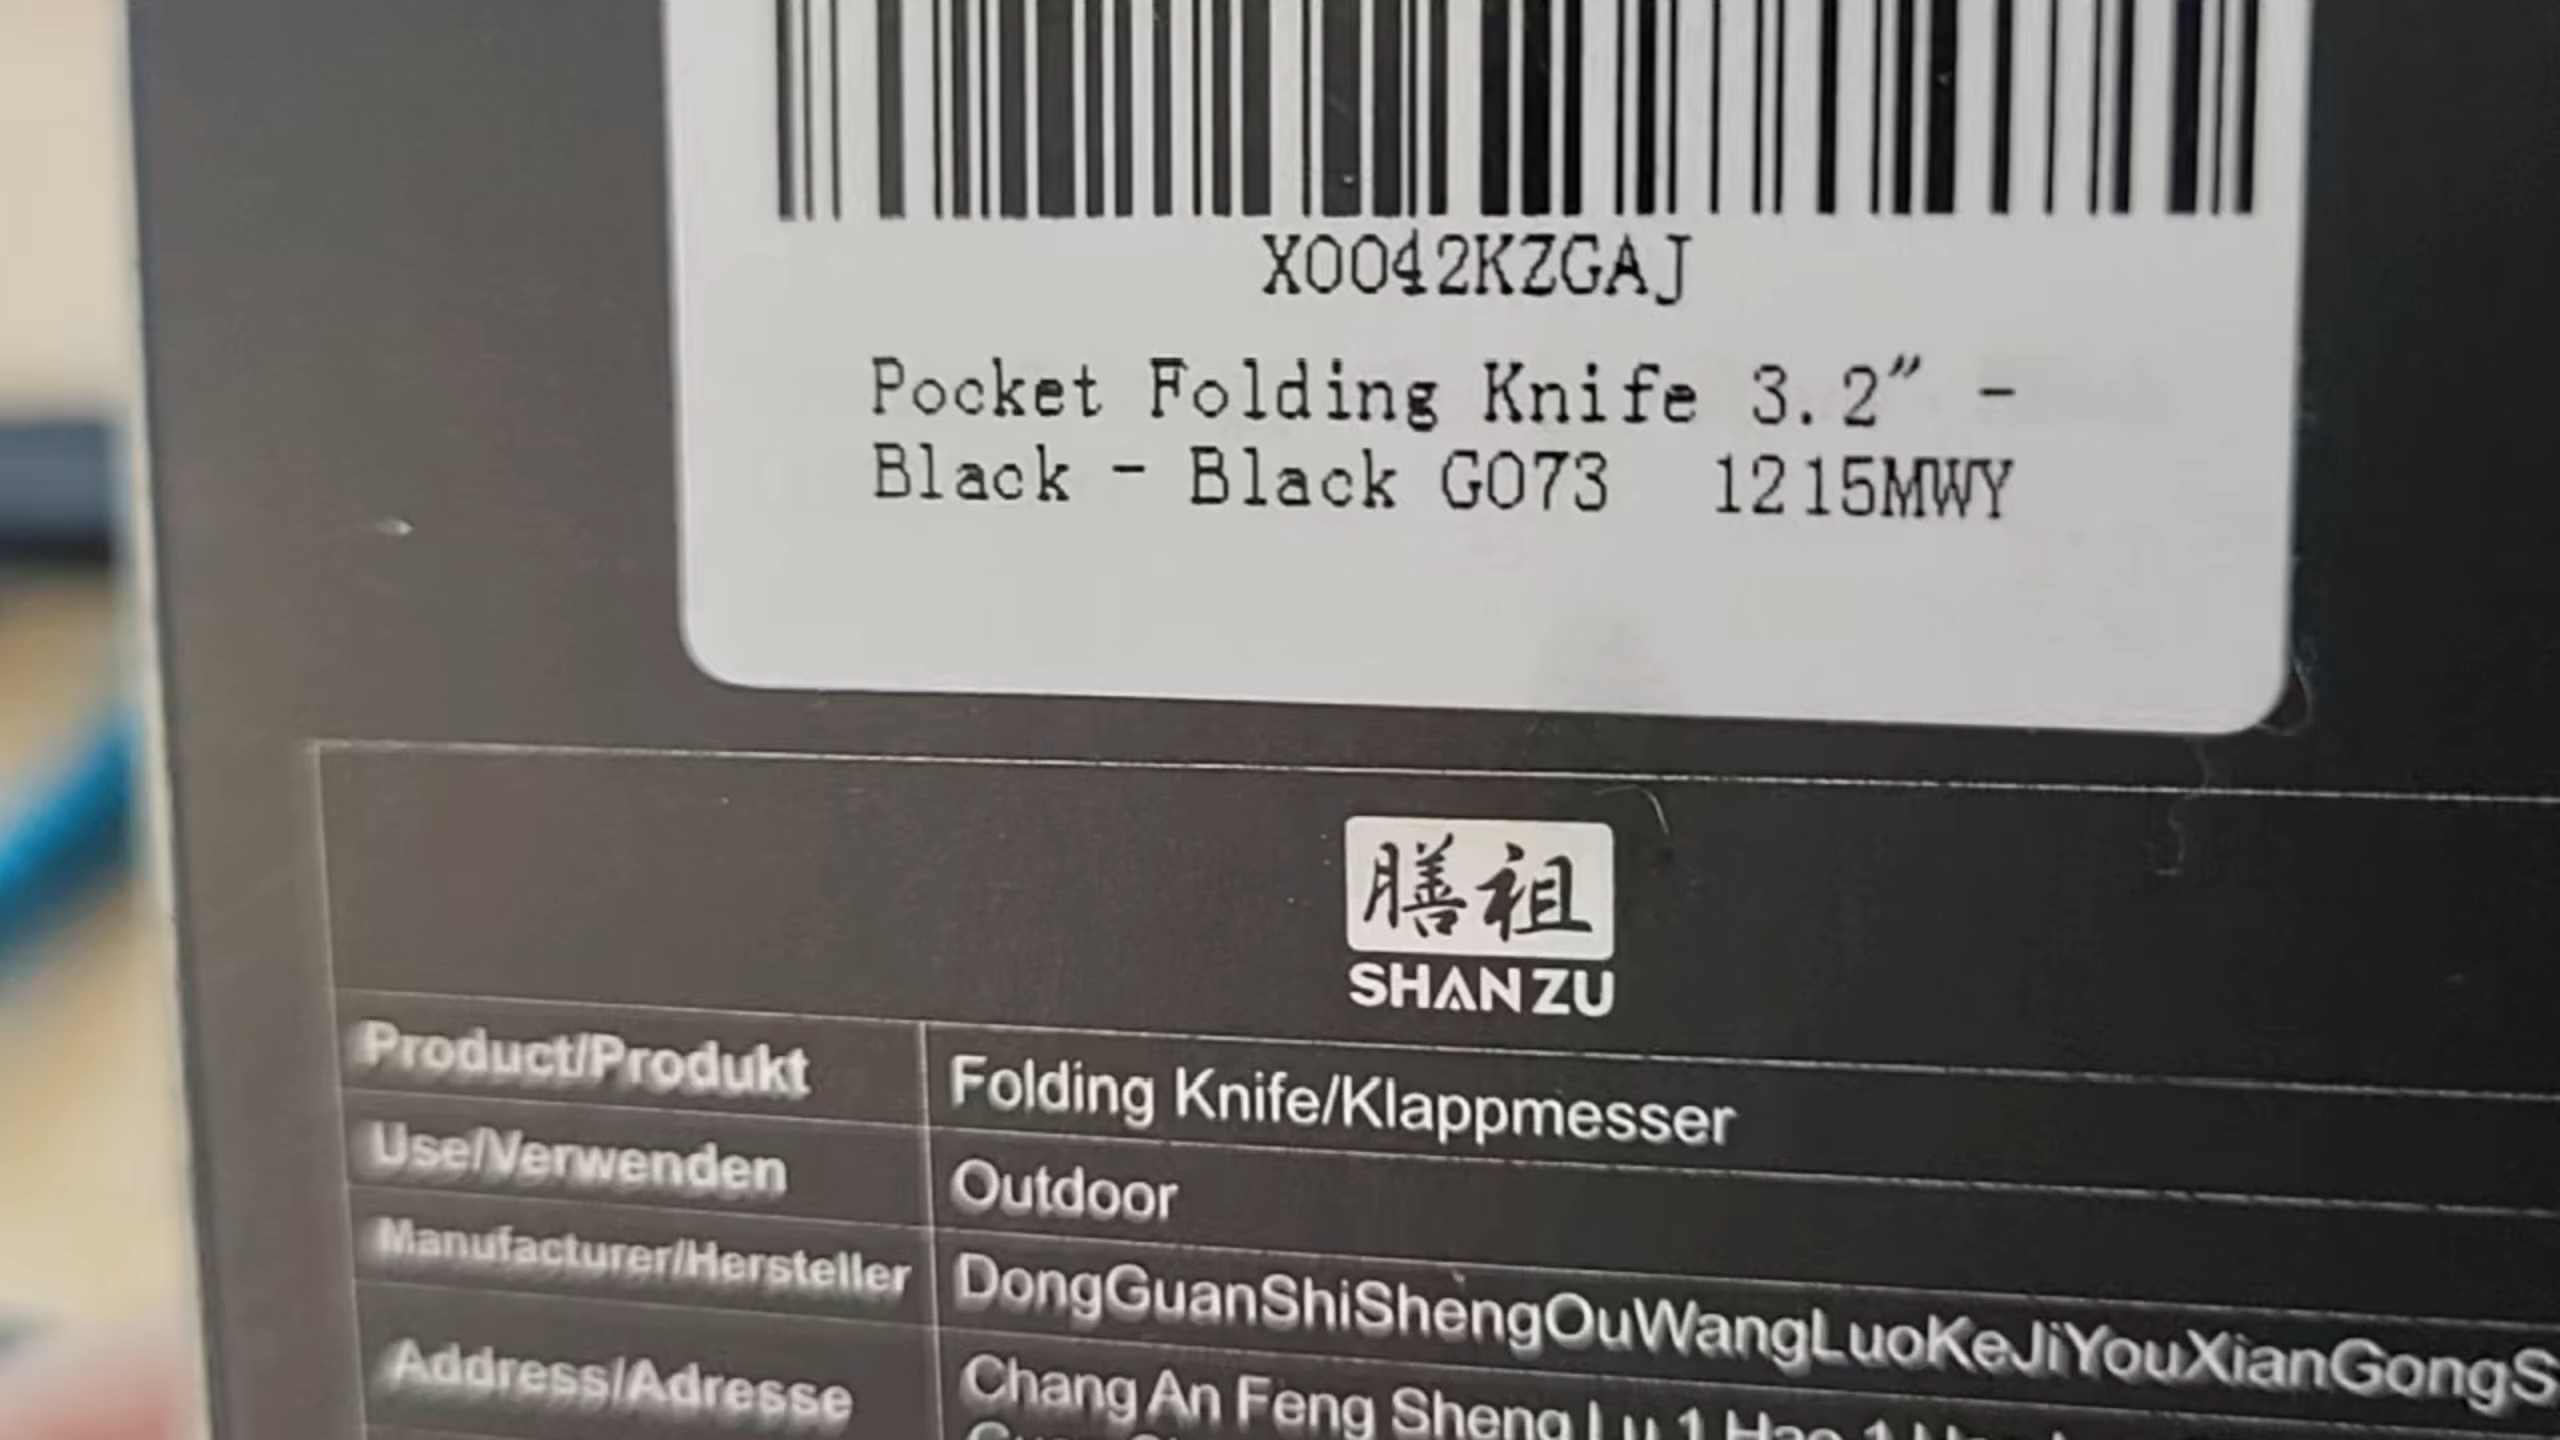 X0042KZGAJ
Pocket Folding Knife 3.2″ -
Black - Black G073 1215MWY
膳祖
SHANZU
Product/Produkt Folding Knife/Klappmesser
Use/Verwenden Outdoor
Manufacturer/Hersteller DongGuanShiShengOuWangLuoKeJiYouXianGongS
Address/Adresse Chang An Feng Sheng Lu 1 Hao 1